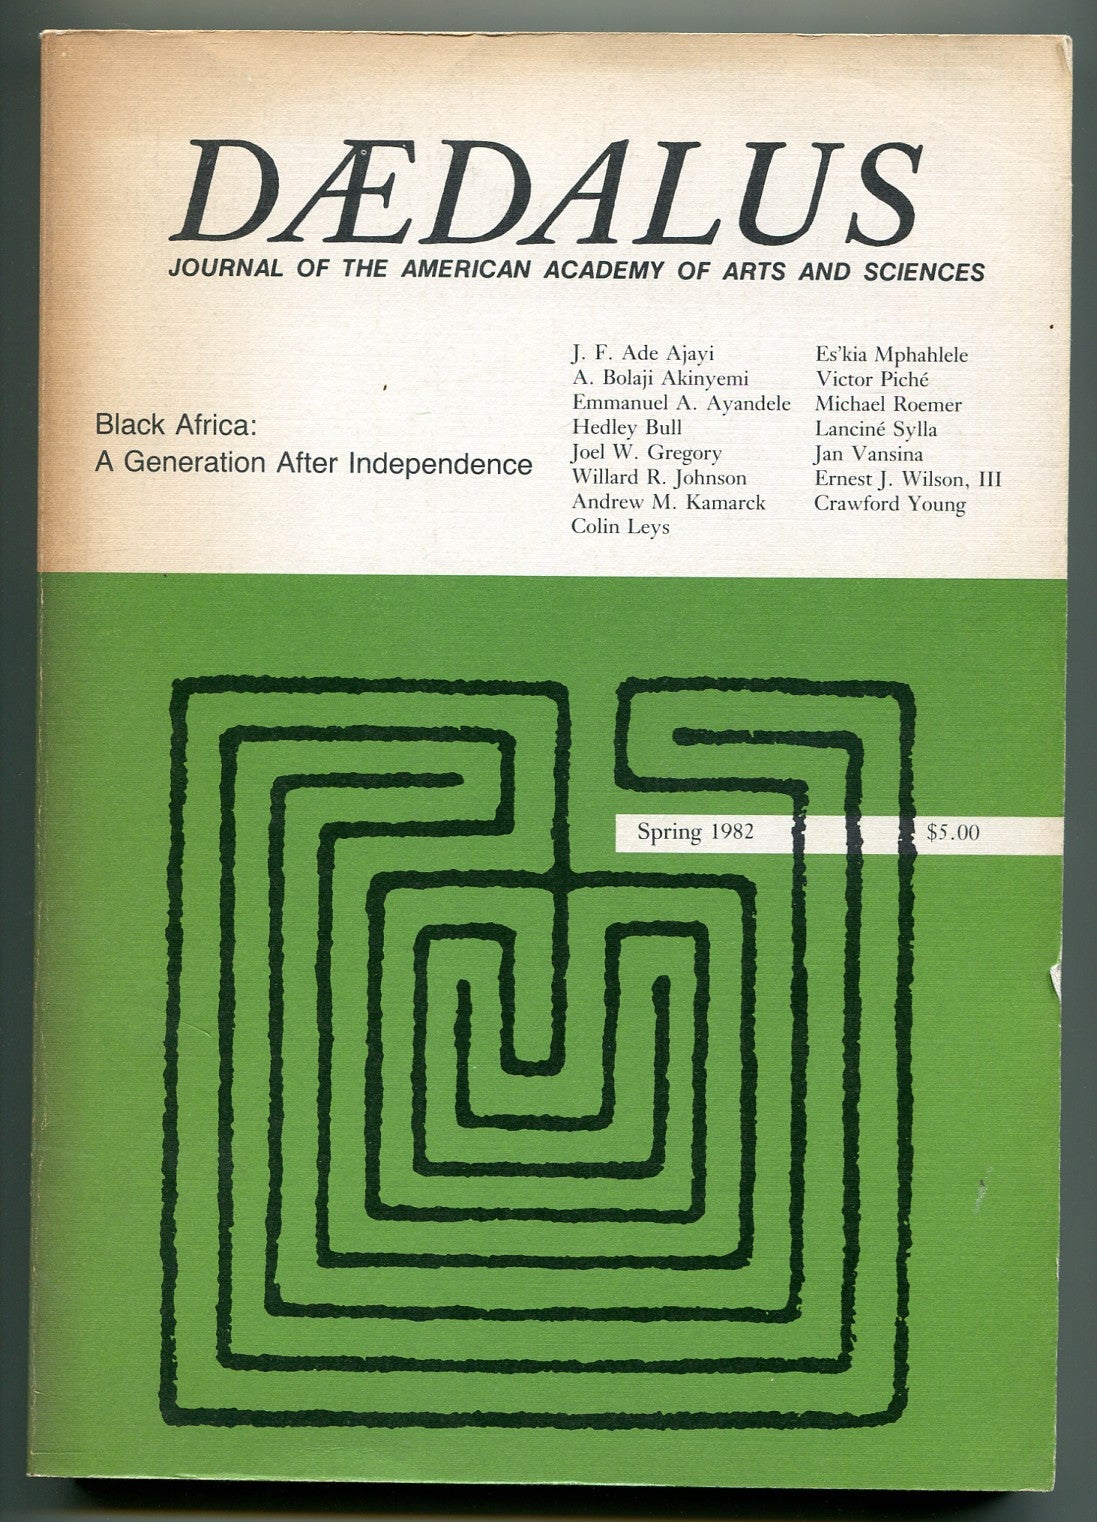 DÆDALUS
JOURNAL OF THE AMERICAN ACADEMY OF ARTS AND SCIENCES
Black Africa:
A Generation After Independence
J. F. Ade Ajayi
A. Bolaji Akinyemi
Emmanuel A. Ayandele
Hedley Bull
Joel W. Gregory
Willard R. Johnson
Andrew M. Kamarck
Colin Leys
Es'kia Mphahlele
Victor Piché
Michael Roemer
Lanciné Sylla
Jan Vansina
Ernest J. Wilson, III
Crawford Young
Spring 1982
$5.00